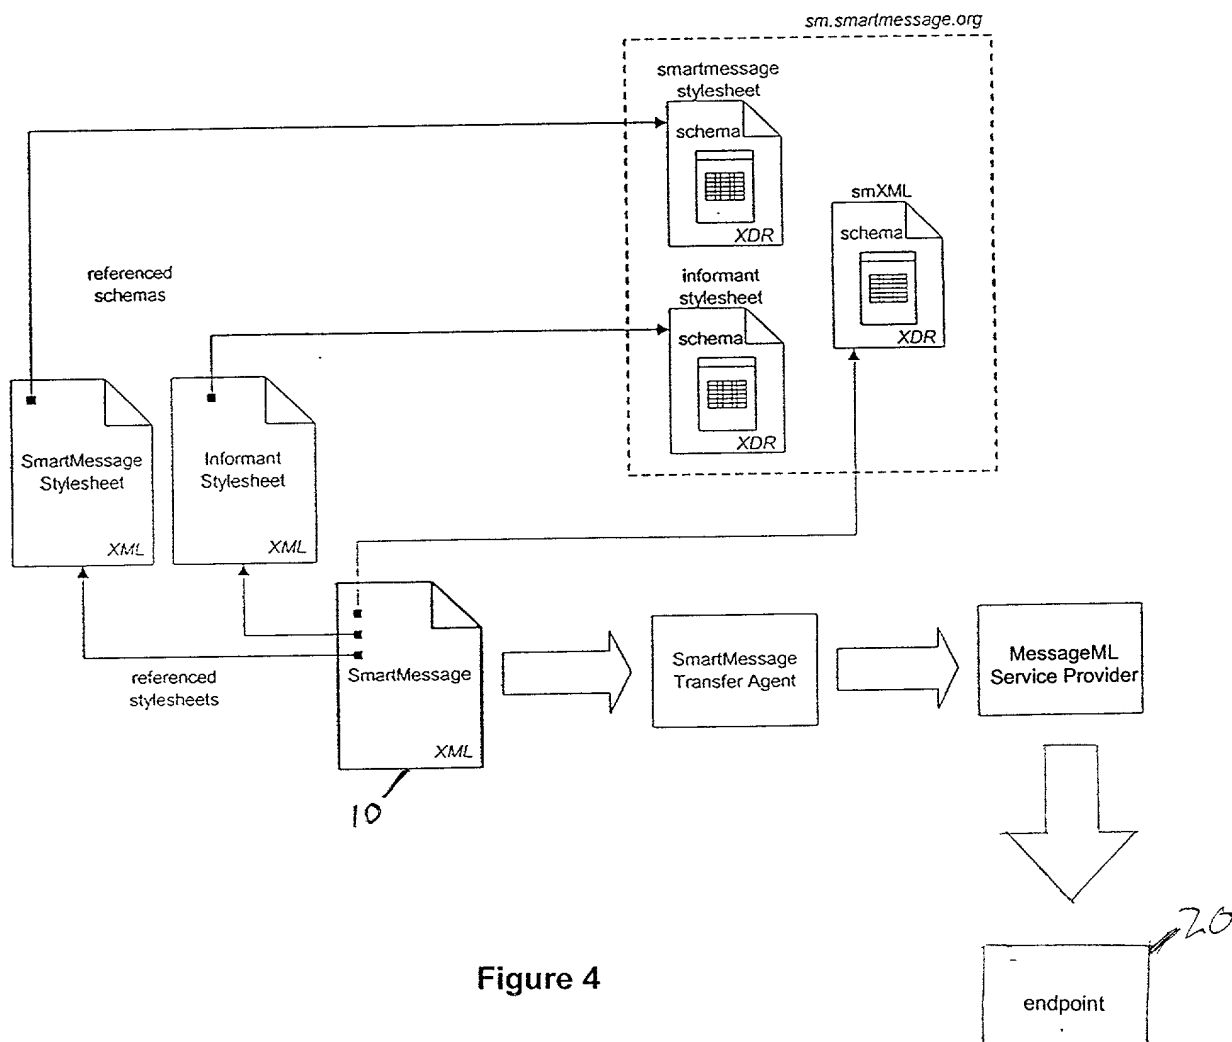 sm.smartmessage.org
smartmessage
stylesheet
schema
XDR
smXML
schema
XDR
referenced
schemas
informant
stylesheet
schema
XDR
SmartMessage
Stylesheet
XML
Informant
Stylesheet
XML
referenced
stylesheets
SmartMessage
XML
10
SmartMessage
Transfer Agent
MessageML
Service Provider
20
endpoint
Figure 4